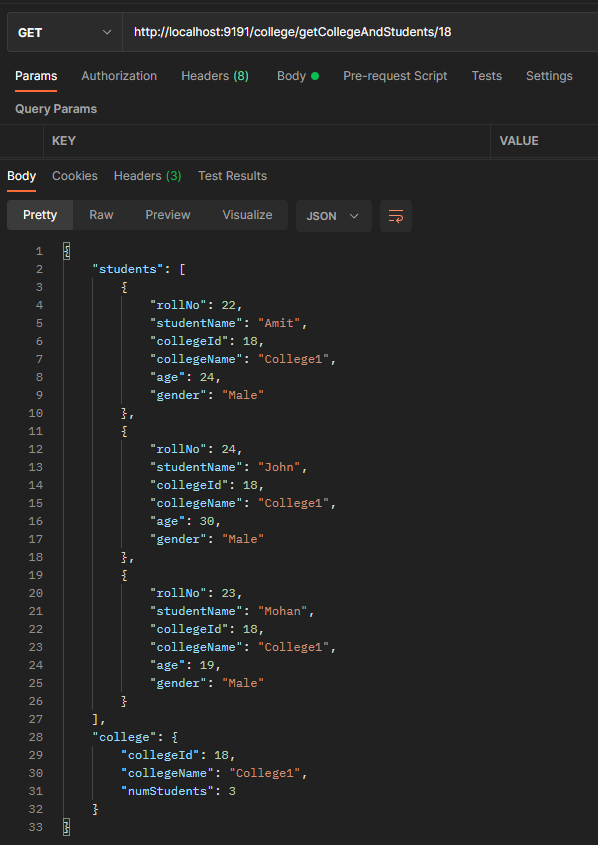 GET http://localhost:9191/college/getCollegeAndStudents/18
Params Authorization Headers (8) Body Pre-request Script Tests Settings
Query Params
KEY VALUE
Body Cookies Headers (3) Test Results
Pretty Raw Preview Visualize JSON
1 {
2 "students": [
3 {
4 "rollNo": 22,
5 "studentName": "Amit",
6 "collegeId": 18,
7 "collegeName": "College1",
8 "age": 24,
9 "gender": "Male"
10 },
11 {
12 "rollNo": 24,
13 "studentName": "John",
14 "collegeId": 18,
15 "collegeName": "College1",
16 "age": 30,
17 "gender": "Male"
18 },
19 {
20 "rollNo": 23,
21 "studentName": "Mohan",
22 "collegeId": 18,
23 "collegeName": "College1",
24 "age": 19,
25 "gender": "Male"
26 }
27 ],
28 "college": {
29 "collegeId": 18,
30 "collegeName": "College1",
31 "numStudents": 3
32 }
33 }